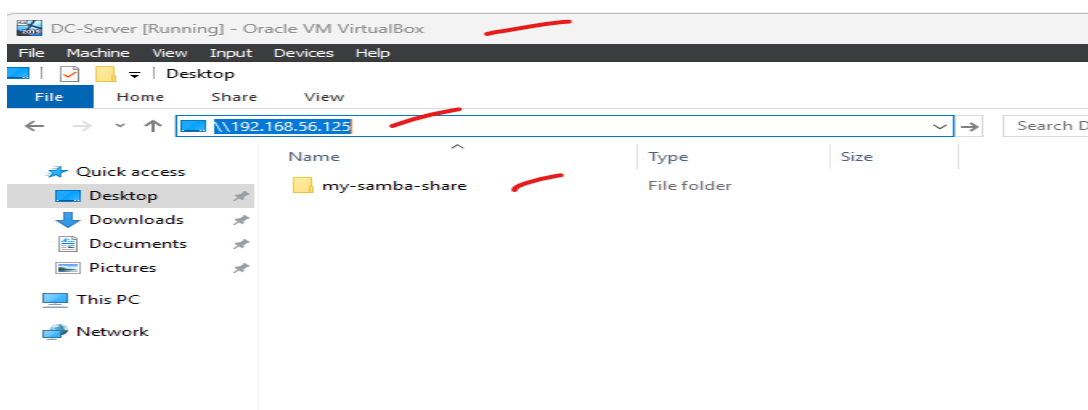 DC-Server [Running] - Oracle VM VirtualBox
File Machine View Input Devices Help
Desktop
File Home Share View
\\192.168.56.125 Search D
Name Type Size
Quick access
my-samba-share File folder
Desktop
Downloads
Documents
Pictures
This PC
Network